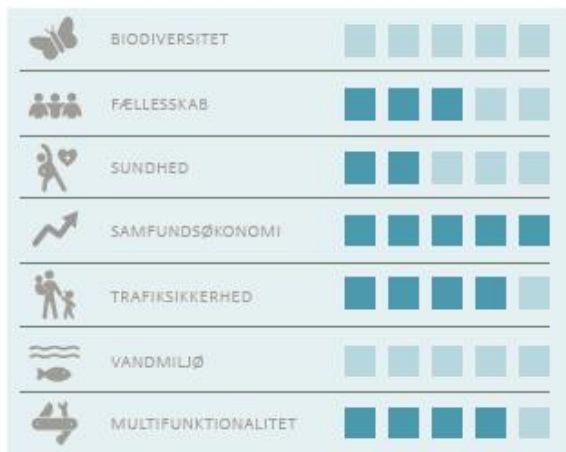 BIODIVERSITET
FÆLLESSKAB
SUNDHED
SAMFUNDSØKONOMI
TRAFIKSIKKERHED
VANDMILJØ
MULTIFUNKTIONALITET